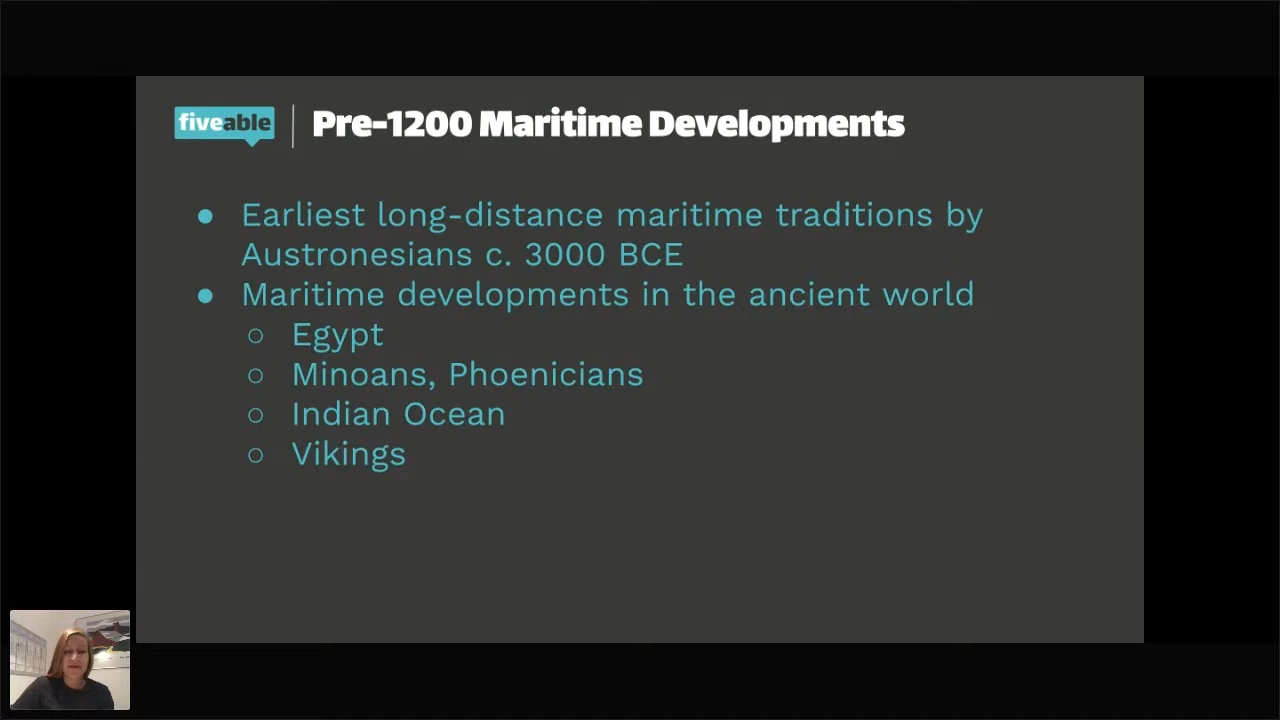 fiveable
Pre-1200 Maritime Developments
● Earliest long-distance maritime traditions by
Austronesians c. 3000 BCE
● Maritime developments in the ancient world
○ Egypt
○ Minoans, Phoenicians
○ Indian Ocean
○ Vikings